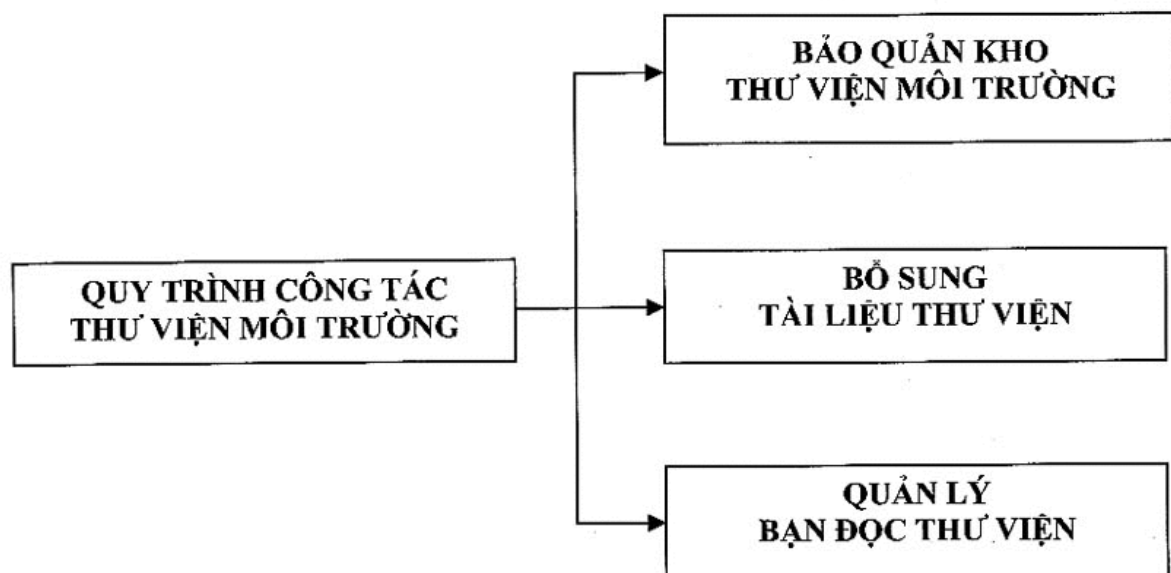 BẢO QUẢN KHO
THƯ VIỆN MÔI TRƯỜNG
QUY TRÌNH CÔNG TÁC
THƯ VIỆN MÔI TRƯỜNG
BỔ SUNG
TÀI LIỆU THƯ VIỆN
QUẢN LÝ
BẠN ĐỌC THƯ VIỆN